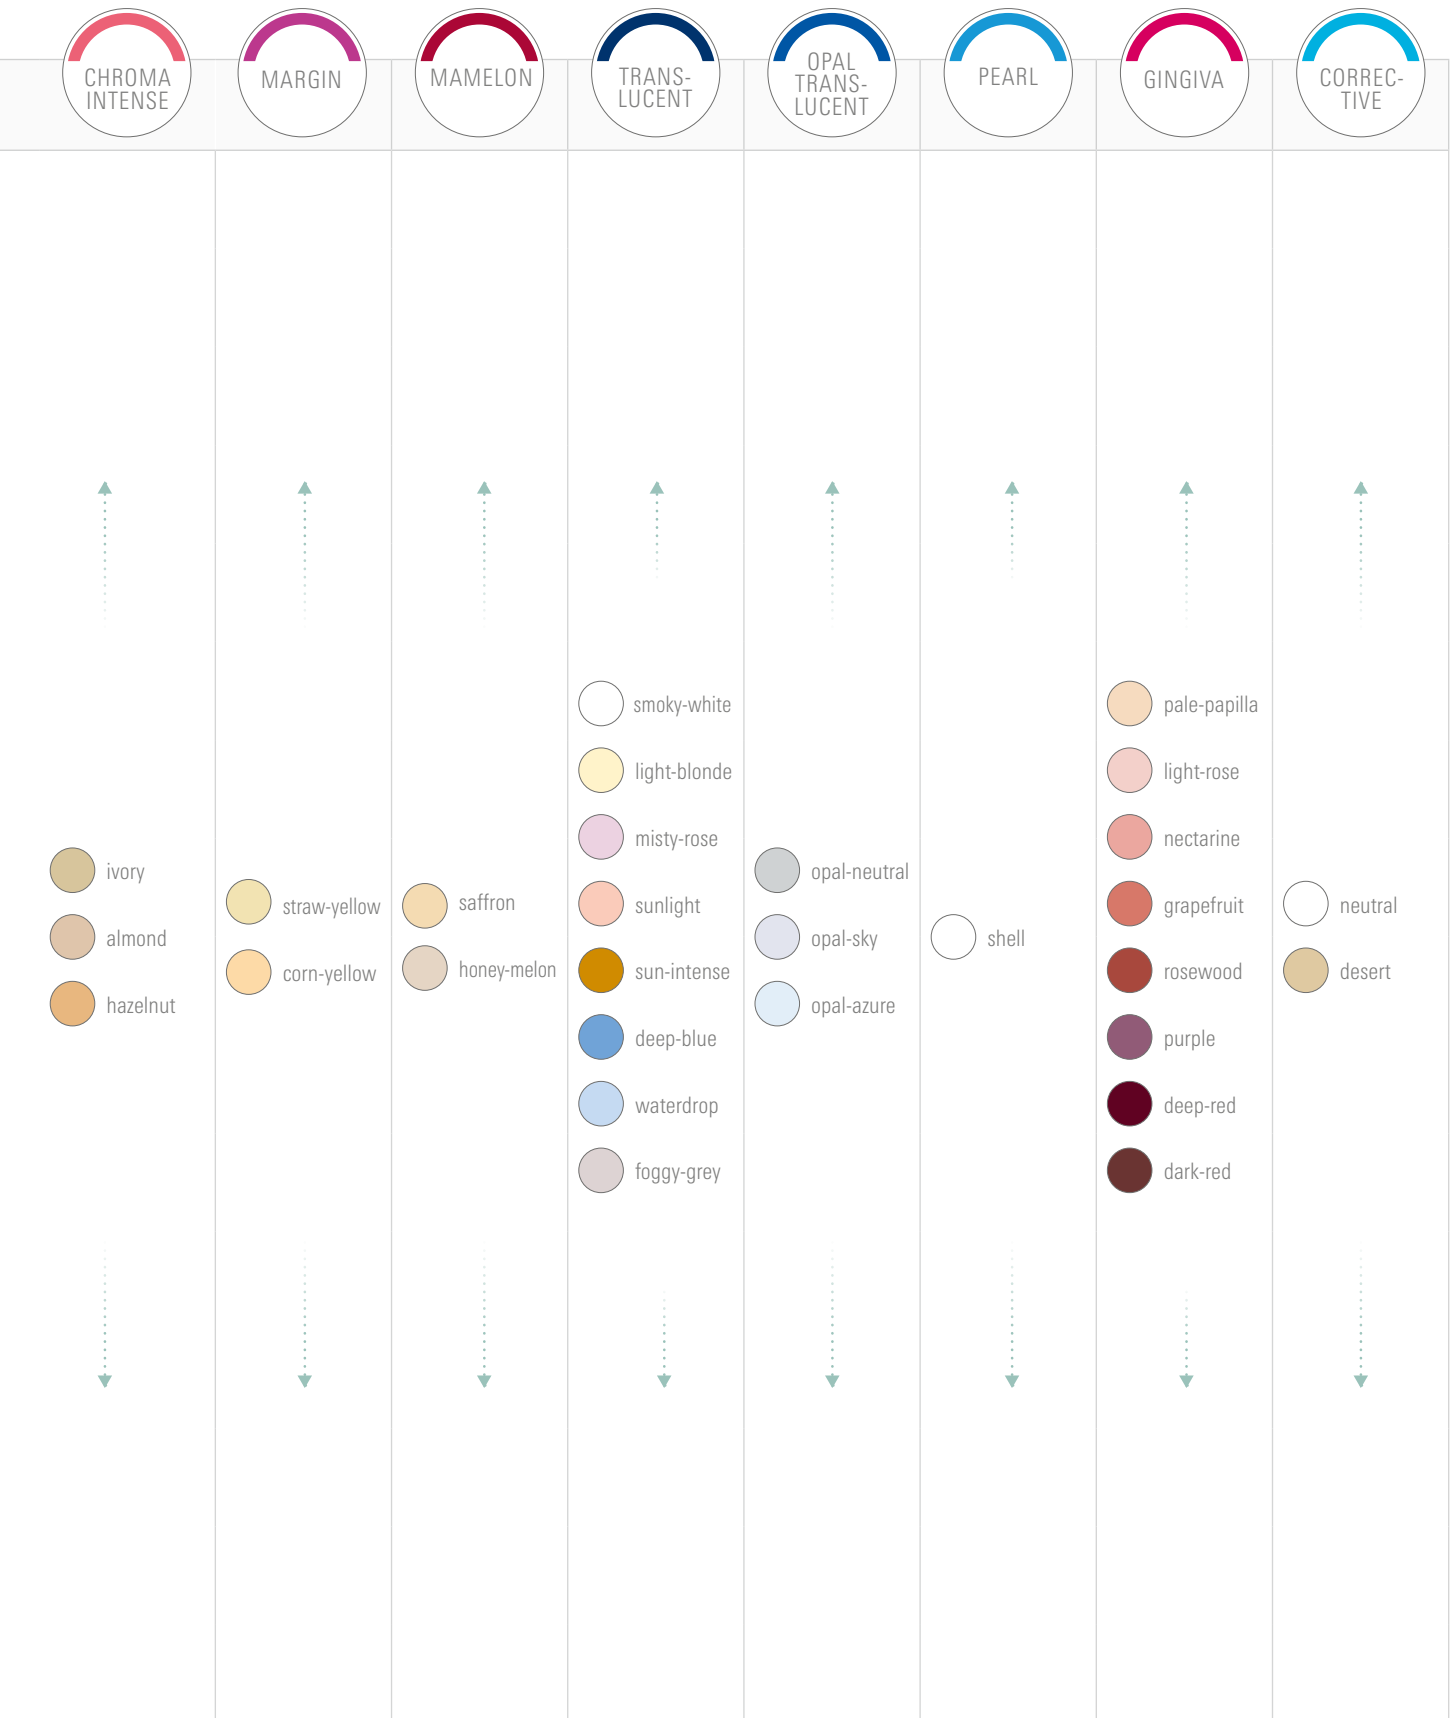 CHROMA
INTENSE
MARGIN
MAMELON
TRANS-
LUCENT
OPAL
TRANS-
LUCENT
PEARL
GINGIVA
CORREC-
TIVE
ivory
almond
hazelnut
straw-yellow
corn-yellow
saffron
honey-melon
smoky-white
light-blonde
misty-rose
sunlight
sun-intense
deep-blue
waterdrop
foggy-grey
opal-neutral
opal-sky
opal-azure
shell
pale-papilla
light-rose
nectarine
grapefruit
rosewood
purple
deep-red
dark-red
neutral
desert